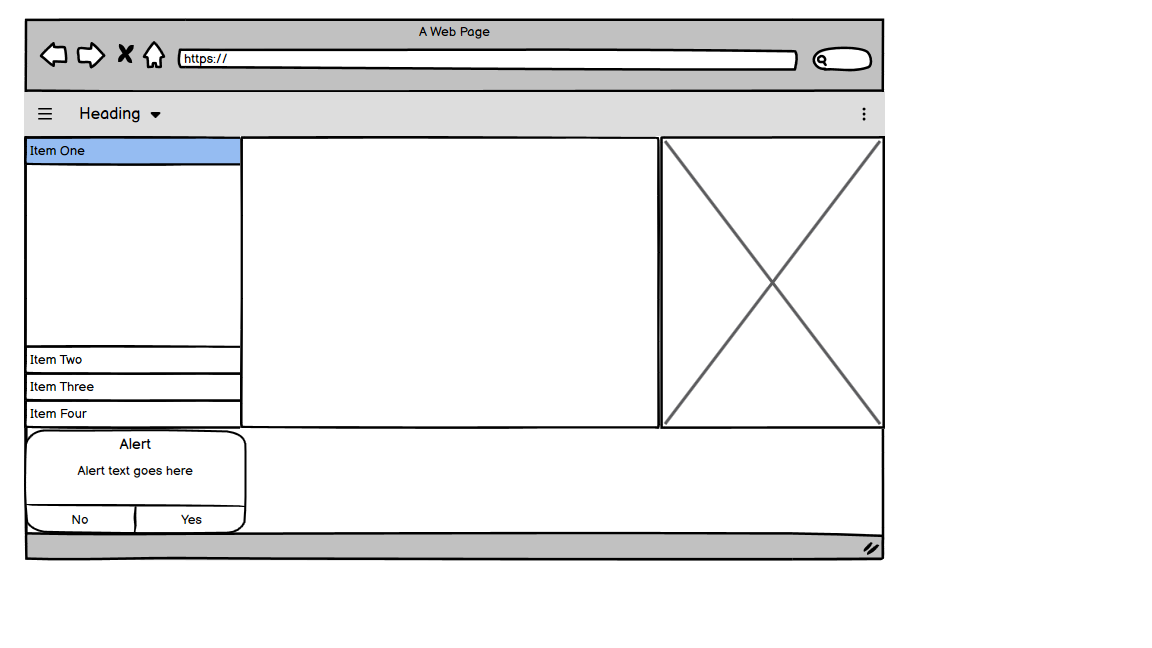 A Web Page
https://
Heading
Item One
Item Two
Item Three
Item Four
Alert
Alert text goes here
No
Yes